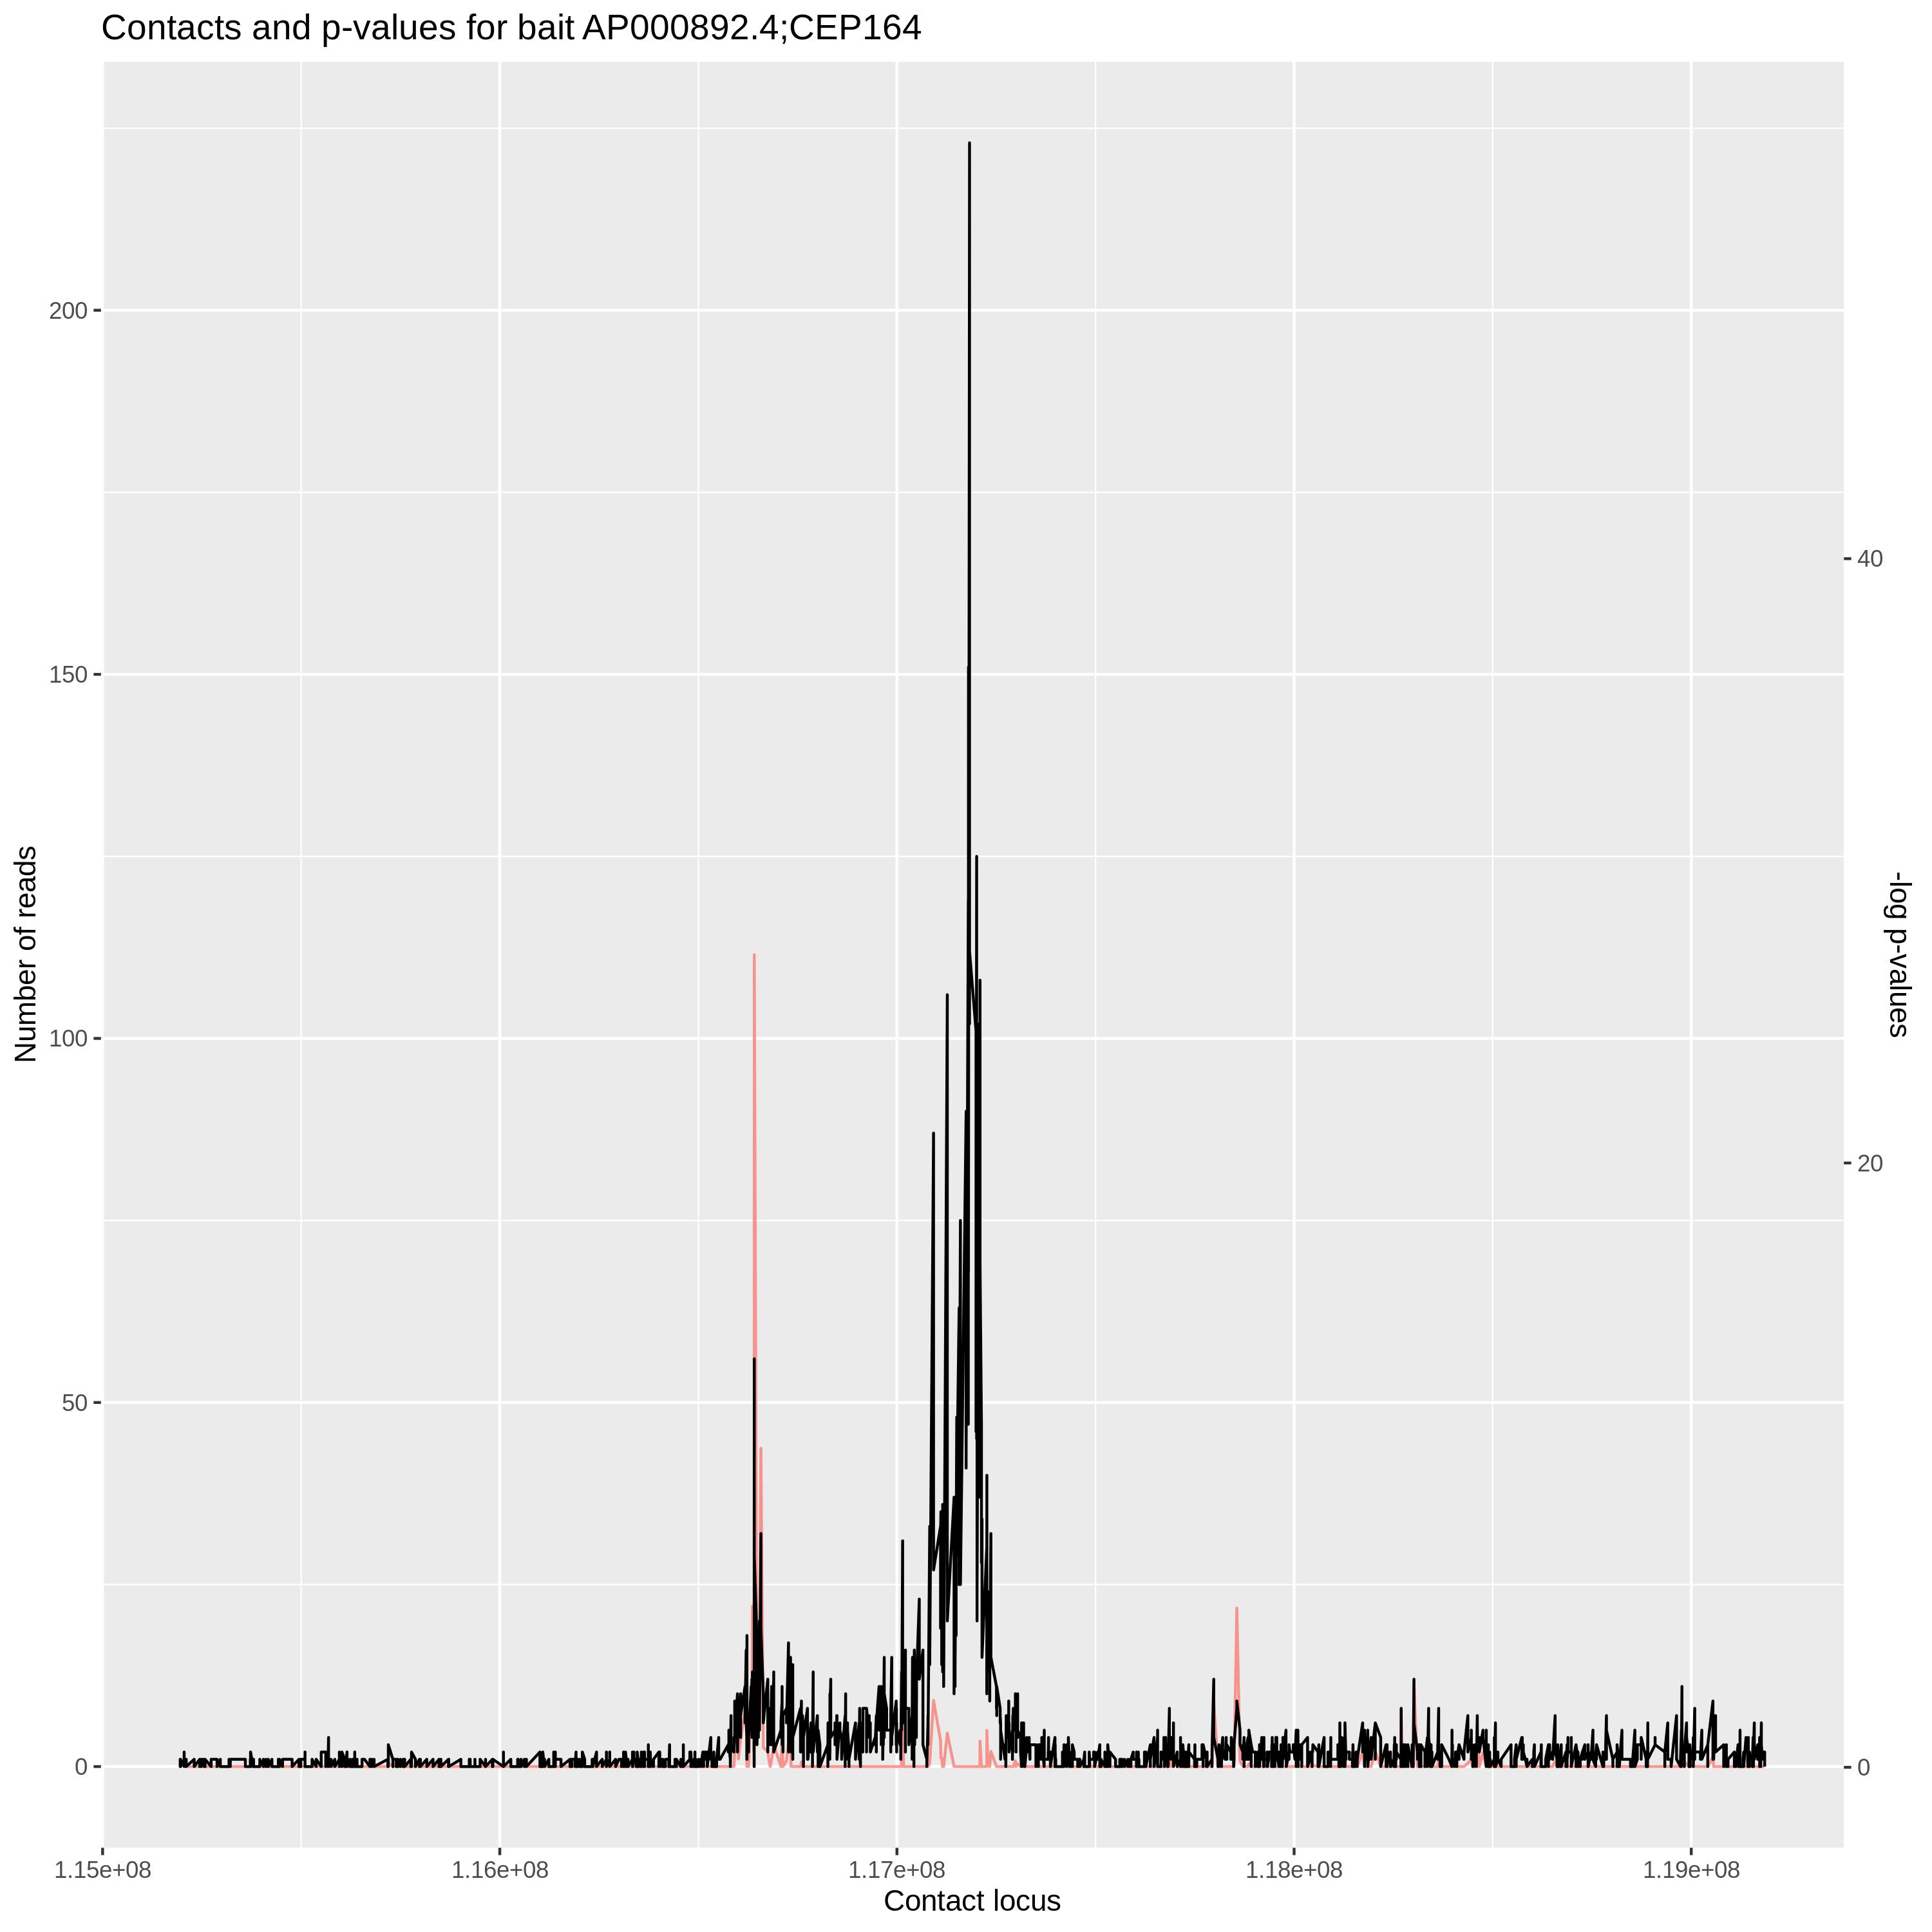 Contacts and p-values for bait AP000892.4;CEP164
Number of reads
200
150
100
50
0
40
20
0
-log p-values
1.15e+08
1.16e+08
1.17e+08
1.18e+08
1.19e+08
Contact locus